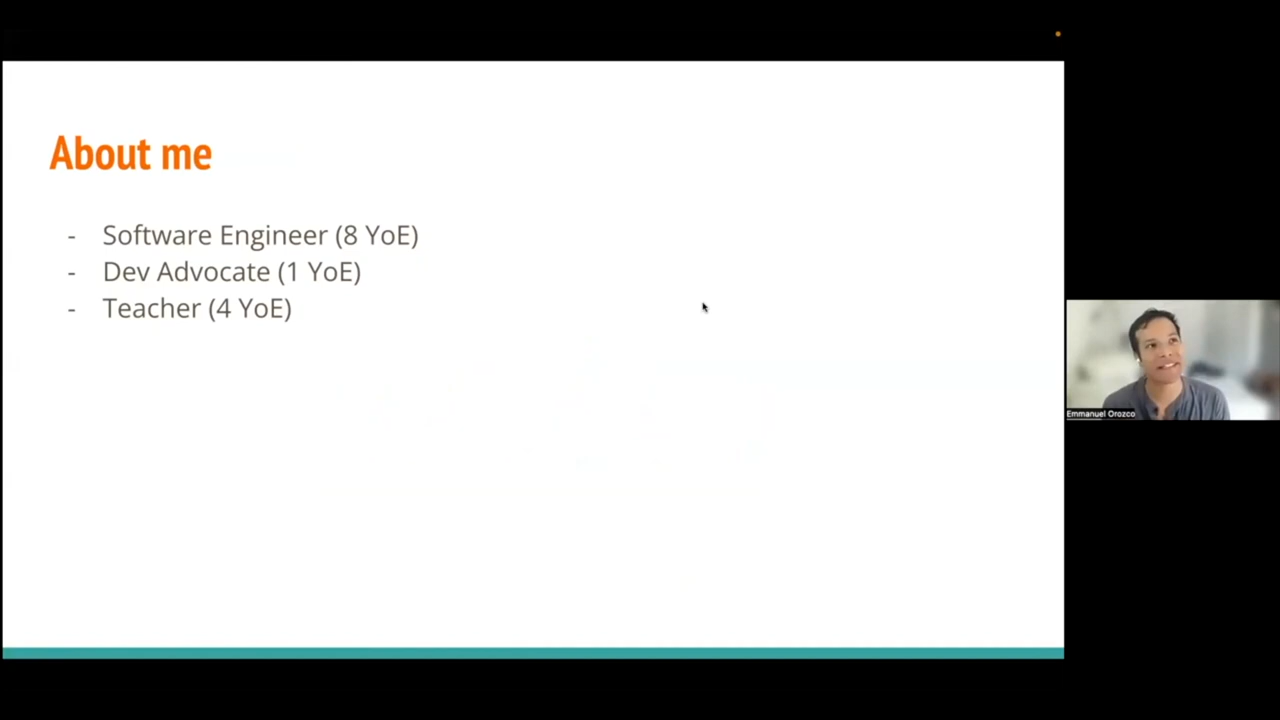 About me
- Software Engineer (8 YoE)
- Dev Advocate (1 YoE)
- Teacher (4 YoE)
Emmanuel Orozco